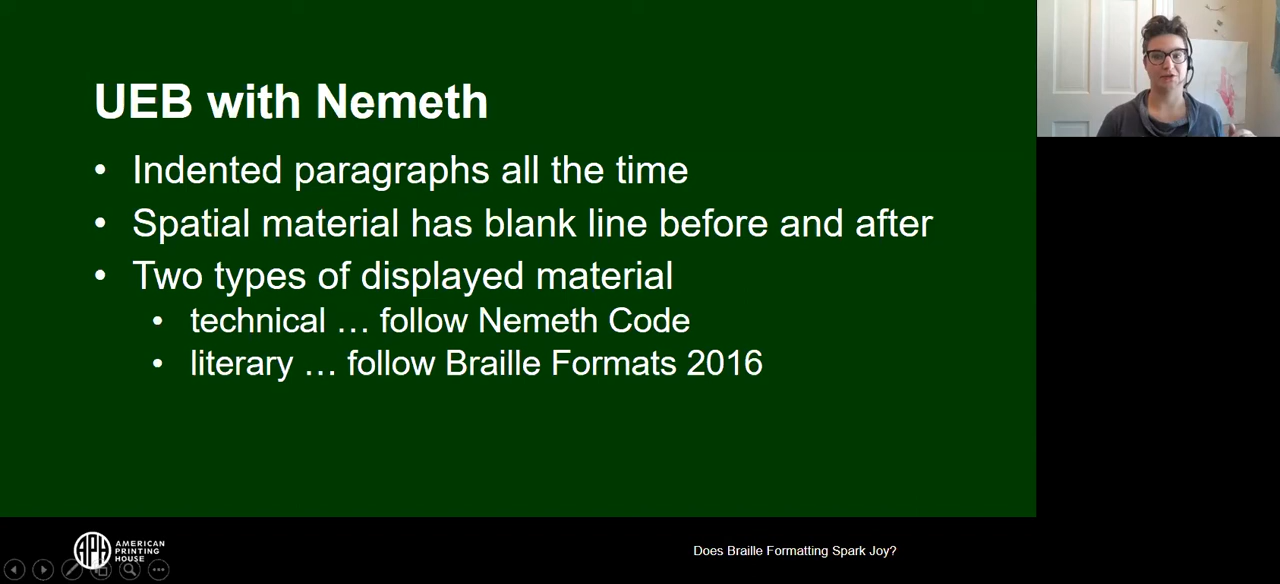 UEB with Nemeth
• Indented paragraphs all the time
• Spatial material has blank line before and after
• Two types of displayed material
• technical … follow Nemeth Code
• literary … follow Braille Formats 2016
APH
AMERICAN
PRINTING
HOUSE
Does Braille Formatting Spark Joy?